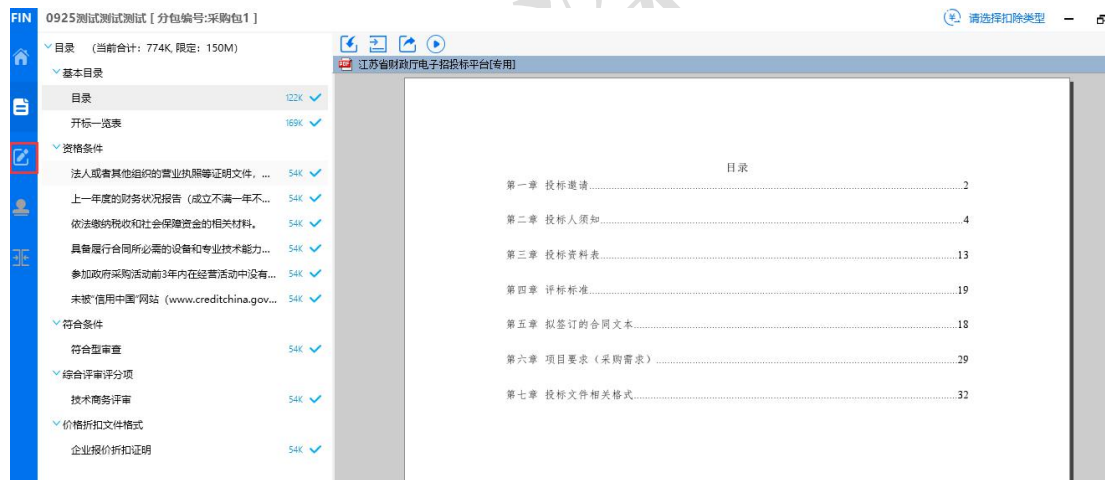 FIN 0925测试测试测试 [ 分包编号:采购包1 ] 请选择扣除类型
目录 (当前合计: 774K, 限定: 150M)
江苏省财政厅电子招投标平台[专用]
基本目录
目录 122K
开标一览表 169K
资格条件
法人或者其他组织的营业执照等证明文件, ... 54K
上一年度的财务状况报告 (成立不满一年不... 54K
依法缴纳税收和社会保障资金的相关材料。 54K
具备履行合同所必需的设备和专业技术能力... 54K
参加政府采购活动前3年内在经营活动中没有... 54K
未被"信用中国"网站 (www.creditchina.gov... 54K
符合条件
符合型审查 54K
综合评审评分项
技术商务评审 54K
价格折扣文件格式
企业报价折扣证明 54K
目录
第一章 投标邀请 2
第二章 投标人须知 4
第三章 投标资料表 13
第四章 评标标准 19
第五章 拟签订的合同文本 18
第六章 项目要求(采购需求) 29
第七章 投标文件相关格式 32